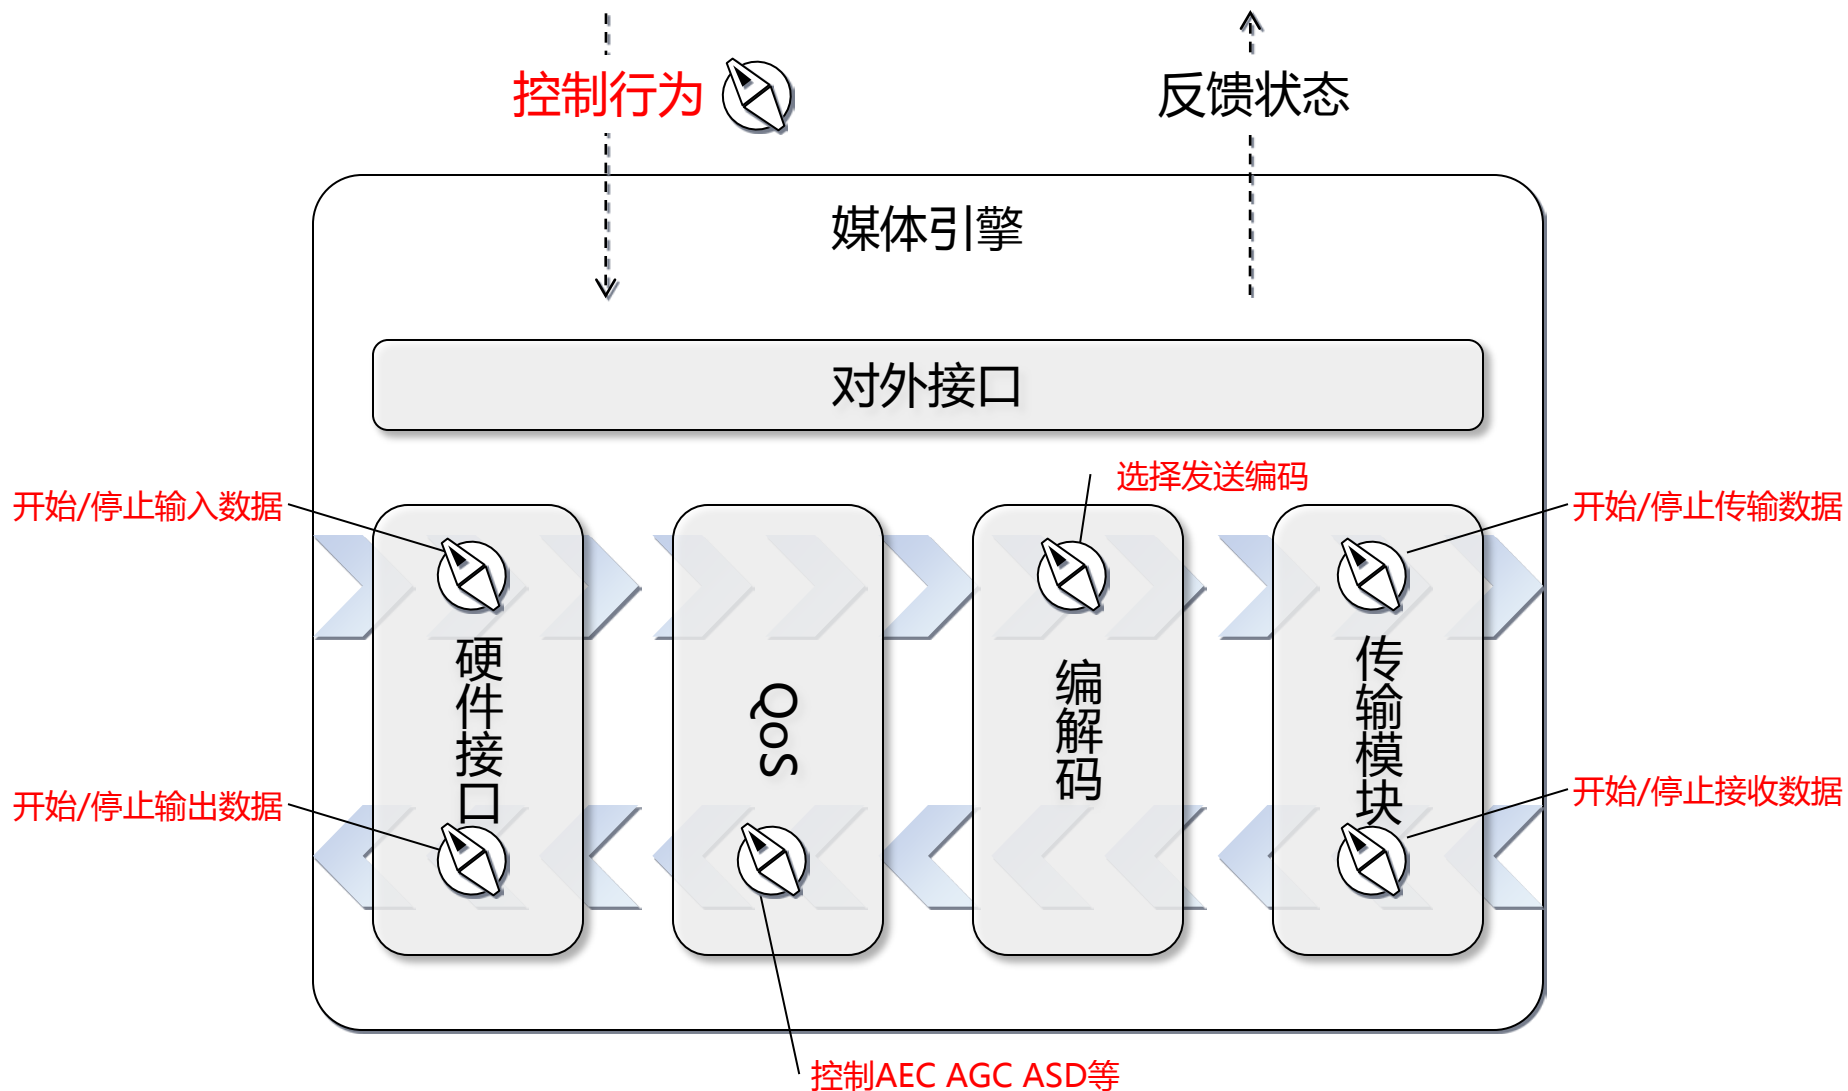 控制行为
反馈状态
媒体引擎
对外接口
选择发送编码
开始/停止输入数据
开始/停止传输数据
硬件接口
QoS
编解码
传输模块
开始/停止输出数据
开始/停止接收数据
控制AEC AGC ASD等